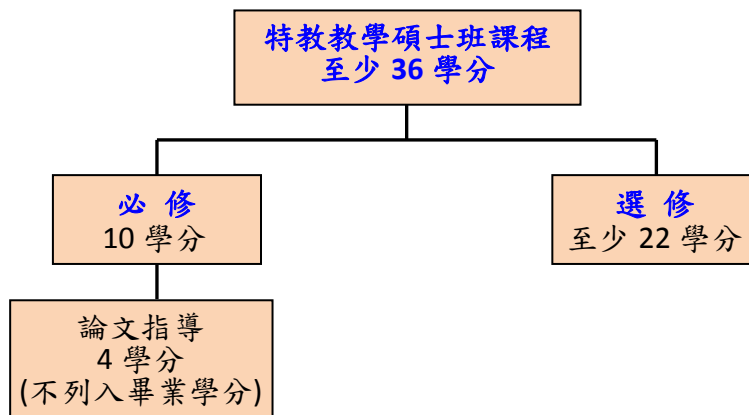 特教教學碩士班課程
至少 36 學分
必 修
10 學分
選 修
至少 22 學分
論文指導
4 學分
(不列入畢業學分)